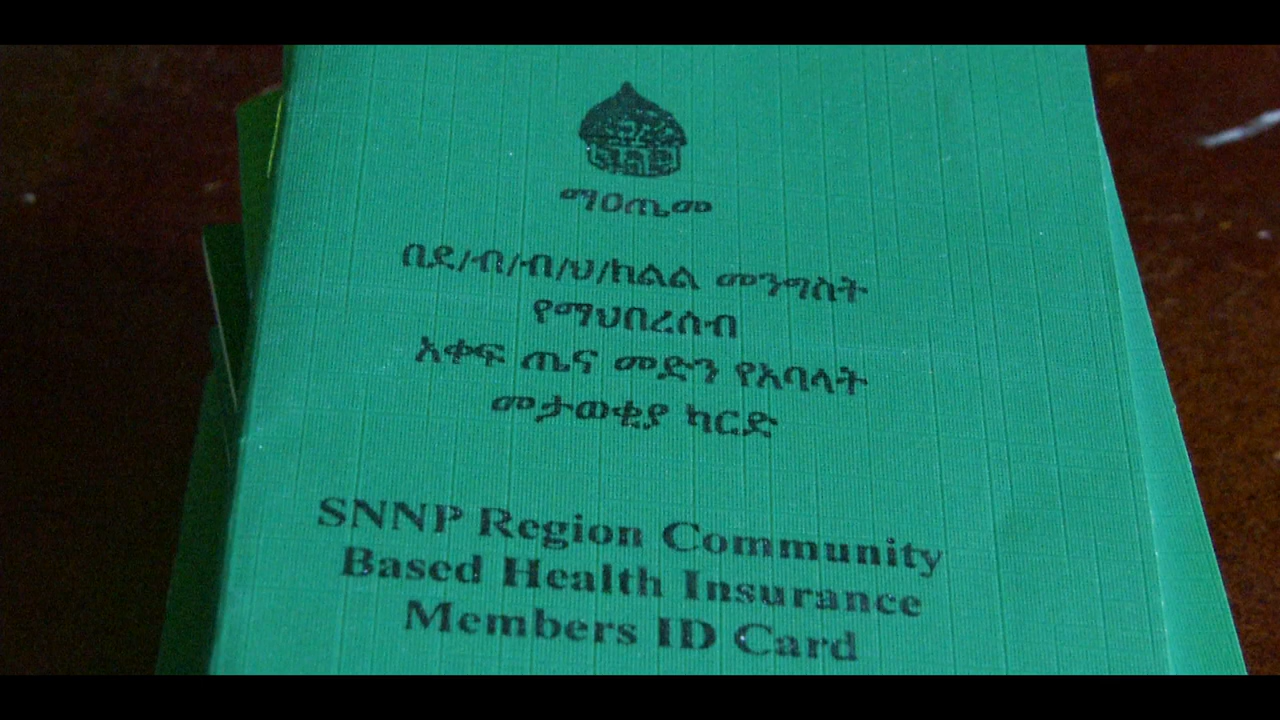 ማዐጤመ
በደ/ብ/ብ/ህ/ክልል መንግስት
የማህበረሰብ
አቀፍ ጤና መድን የአባላት
መታወቂያ ካርድ
SNNP Region Community
Based Health Insurance
Members ID Card